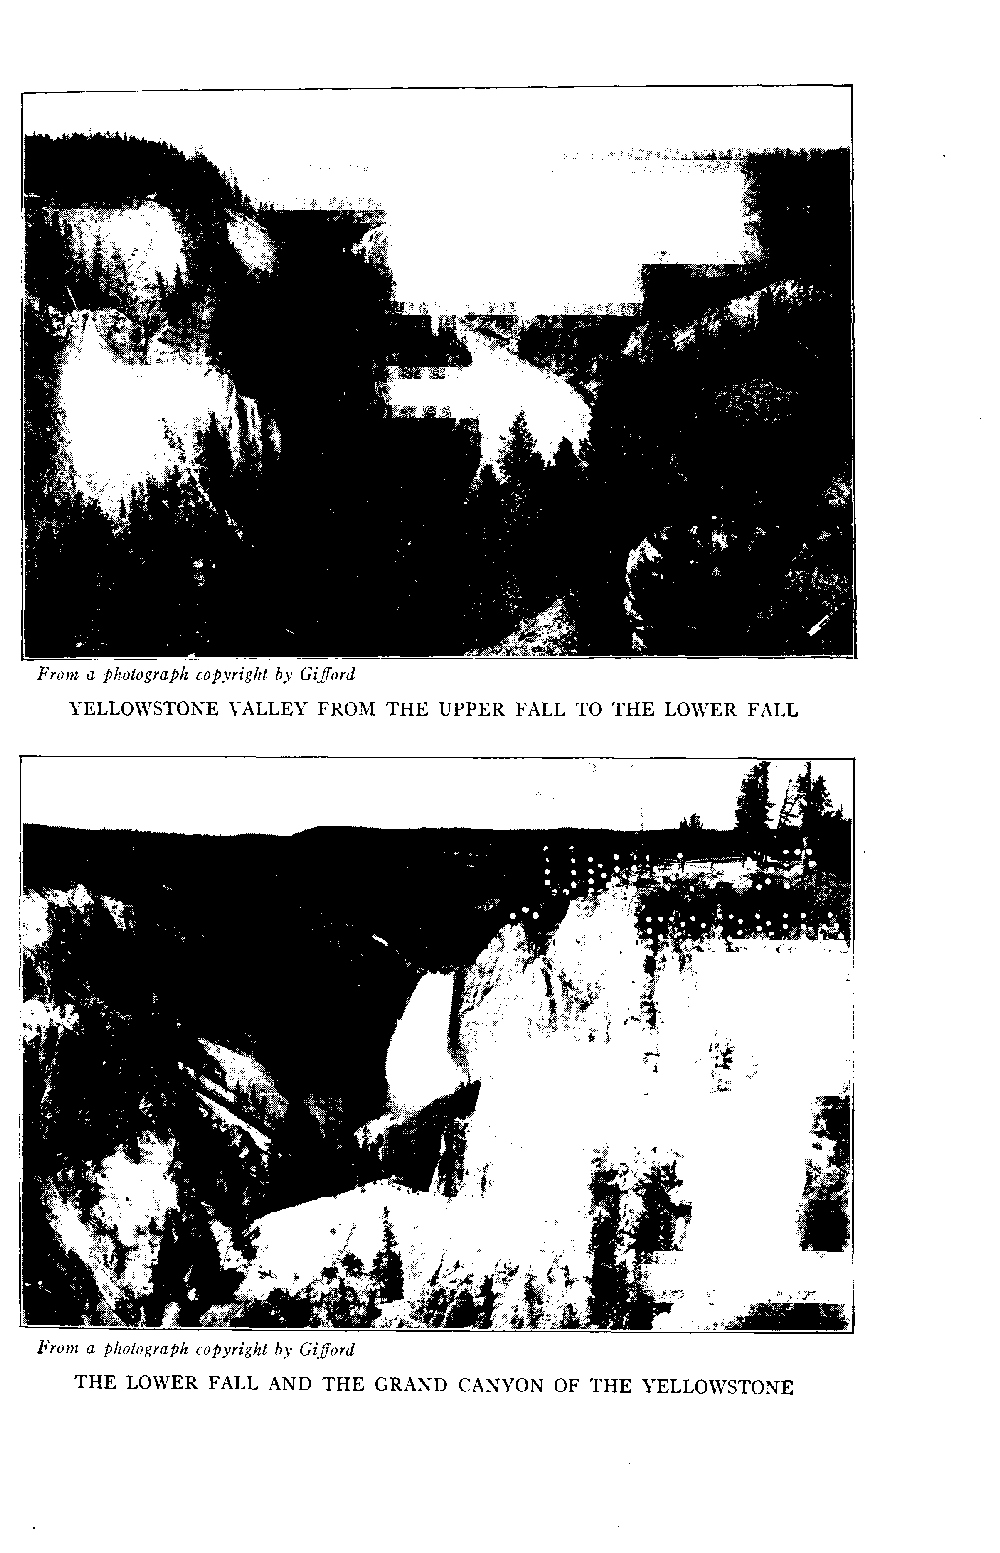 From a photograph copyright by Gifford
YELLOWSTONE VALLEY FROM THE UPPER FALL TO THE LOWER FALL
From a photograph copyright by Gifford
THE LOWER FALL AND THE GRAND CANYON OF THE YELLOWSTONE